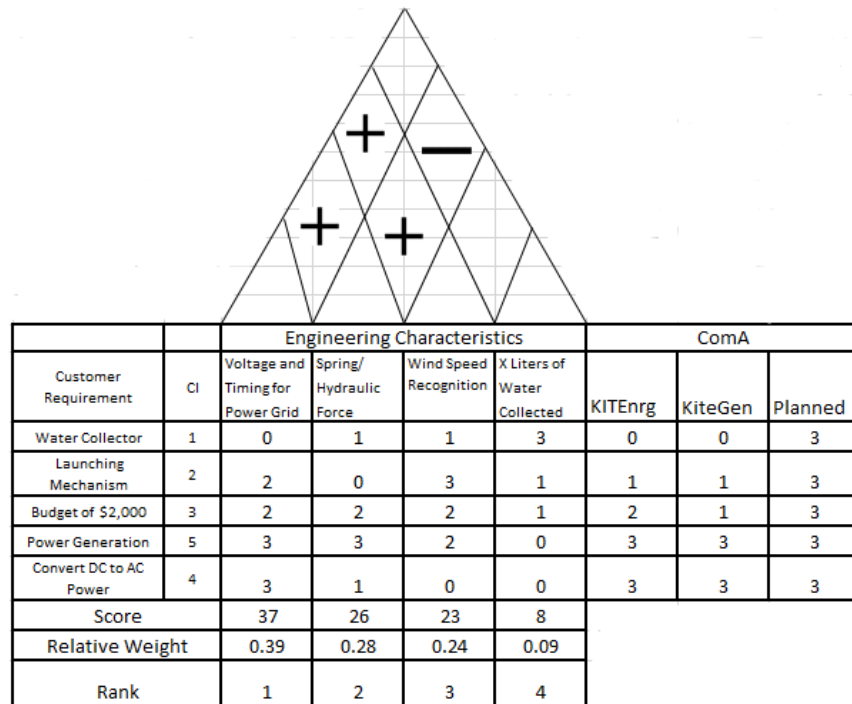 +
−
+
+
Engineering Characteristics
ComA
Customer
Requirement
CI
Voltage and
Timing for
Power Grid
Spring/
Hydraulic
Force
Wind Speed
Recognition
X Liters of
Water
Collected
KITEnrg
KiteGen
Planned
Water Collector 1 0 1 1 3 0 0 3
Launching
Mechanism
2 2 0 3 1 1 1 3
Budget of $2,000 3 2 2 2 1 2 1 3
Power Generation 5 3 3 2 0 3 3 3
Convert DC to AC
Power
4 3 1 0 0 3 3 3
Score 37 26 23 8
Relative Weight 0.39 0.28 0.24 0.09
Rank 1 2 3 4